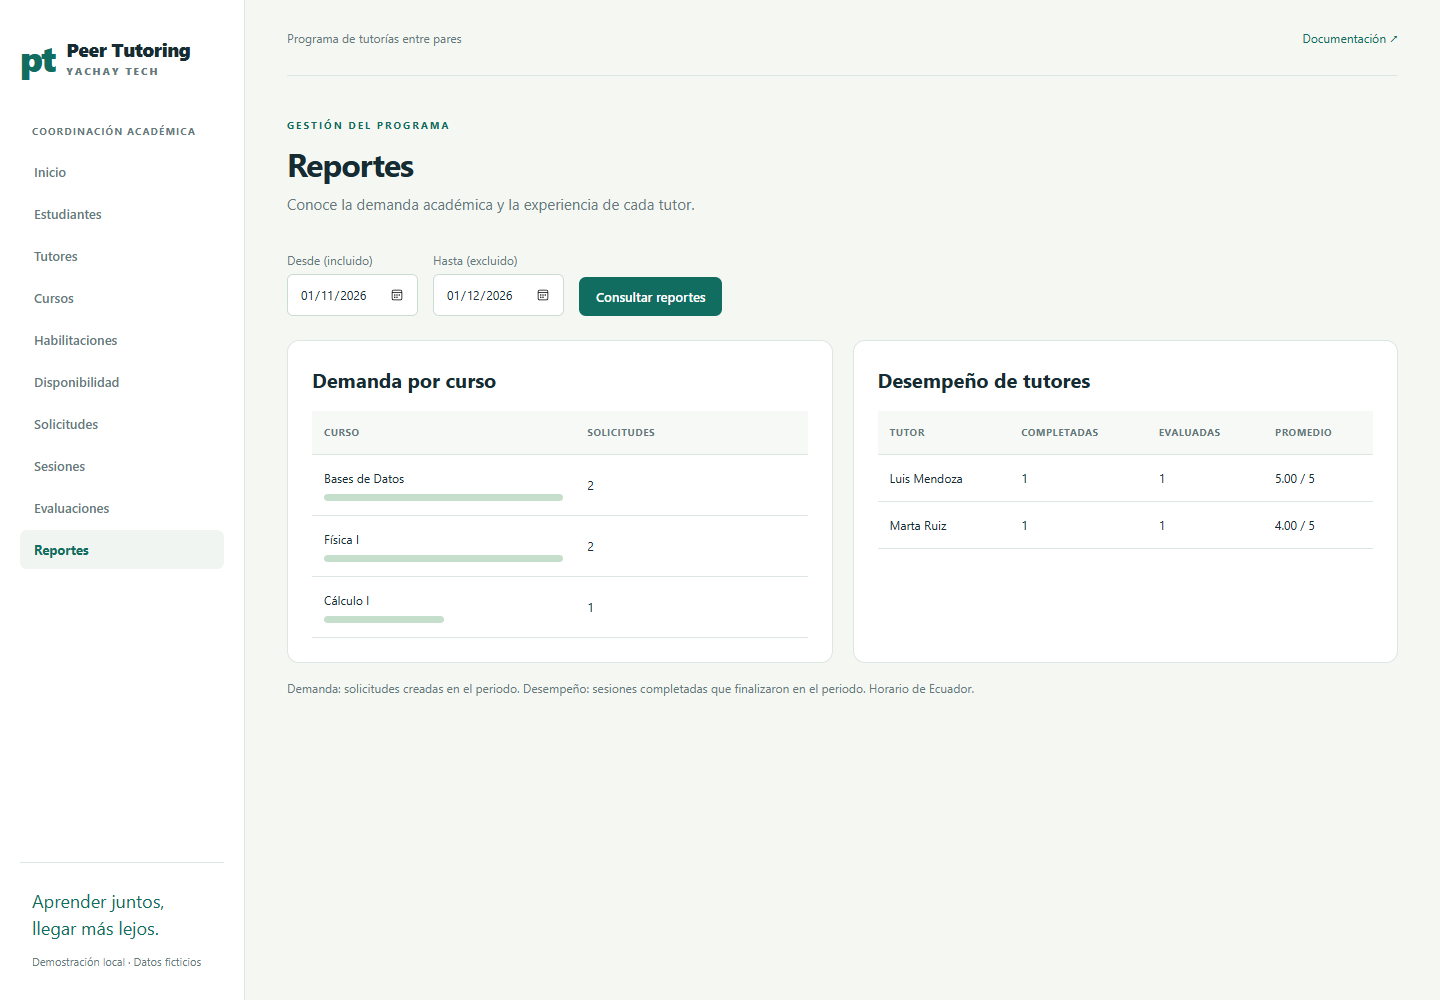 pt
Peer Tutoring
YACHAY TECH
COORDINACIÓN ACADÉMICA
Inicio
Estudiantes
Tutores
Cursos
Habilitaciones
Disponibilidad
Solicitudes
Sesiones
Evaluaciones
Reportes
Aprender juntos,
llegar más lejos.
Demostración local · Datos ficticios
Programa de tutorías entre pares
Documentación ↗
GESTIÓN DEL PROGRAMA
Reportes
Conoce la demanda académica y la experiencia de cada tutor.
Desde (incluido)
01/11/2026
Hasta (excluido)
01/12/2026
Consultar reportes
Demanda por curso
CURSO SOLICITUDES
Bases de Datos 2
Física I 2
Cálculo I 1
Desempeño de tutores
TUTOR COMPLETADAS EVALUADAS PROMEDIO
Luis Mendoza 1 1 5.00 / 5
Marta Ruiz 1 1 4.00 / 5
Demanda: solicitudes creadas en el periodo. Desempeño: sesiones completadas que finalizaron en el periodo. Horario de Ecuador.